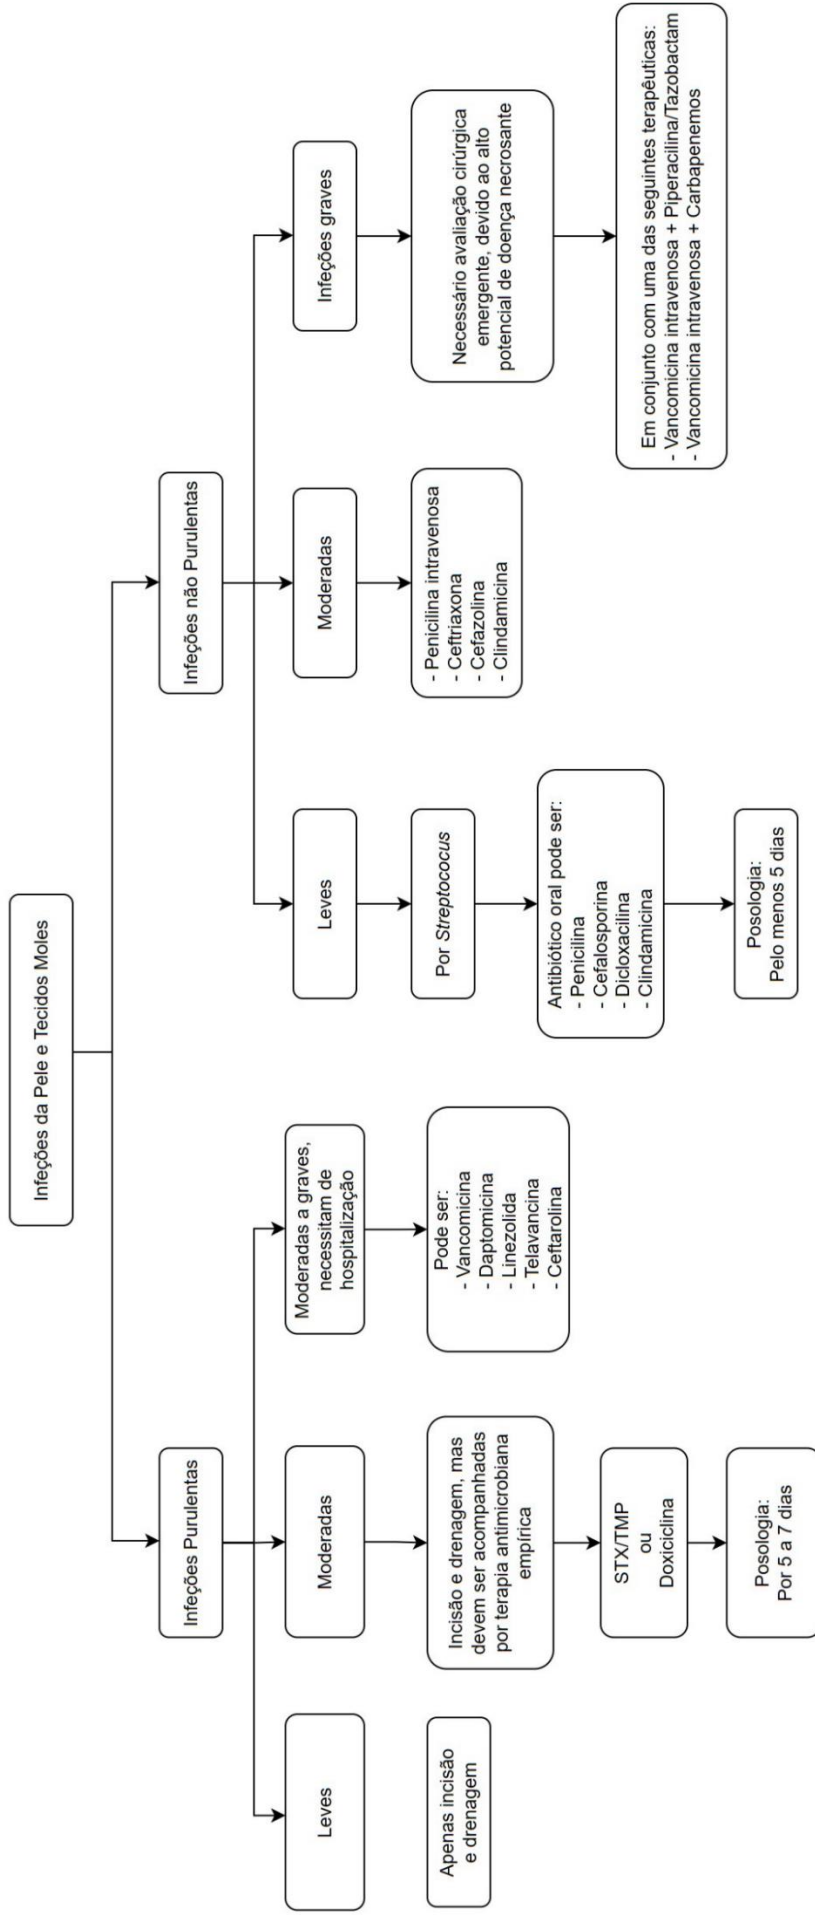 Infeções da Pele e Tecidos Moles
Infeções Purulentas
Leves
Apenas incisão
e drenagem
Moderadas
Incisão e drenagem, mas
devem ser acompanhadas
por terapia antimicrobiana
empírica
STX/TMP
ou
Doxiciclina
Posologia:
Por 5 a 7 dias
Moderadas a graves,
necessitam de
hospitalização
Pode ser:
- Vancomicina
- Daptomicina
- Linezolida
- Telavancina
- Ceftarolina
Infeções não Purulentas
Leves
Por Streptococus
Antibiótico oral pode ser:
- Penicilina
- Cefalosporina
- Dicloxacilina
- Clindamicina
Posologia:
Pelo menos 5 dias
Moderadas
- Penicilina intravenosa
- Ceftriaxona
- Cefazolina
- Clindamicina
Infeções graves
Necessário avaliação cirúrgica
emergente, devido ao alto
potencial de doença necrosante
Em conjunto com uma das seguintes terapêuticas:
- Vancomicina intravenosa + Piperacilina/Tazobactam
- Vancomicina intravenosa + Carbapenemos